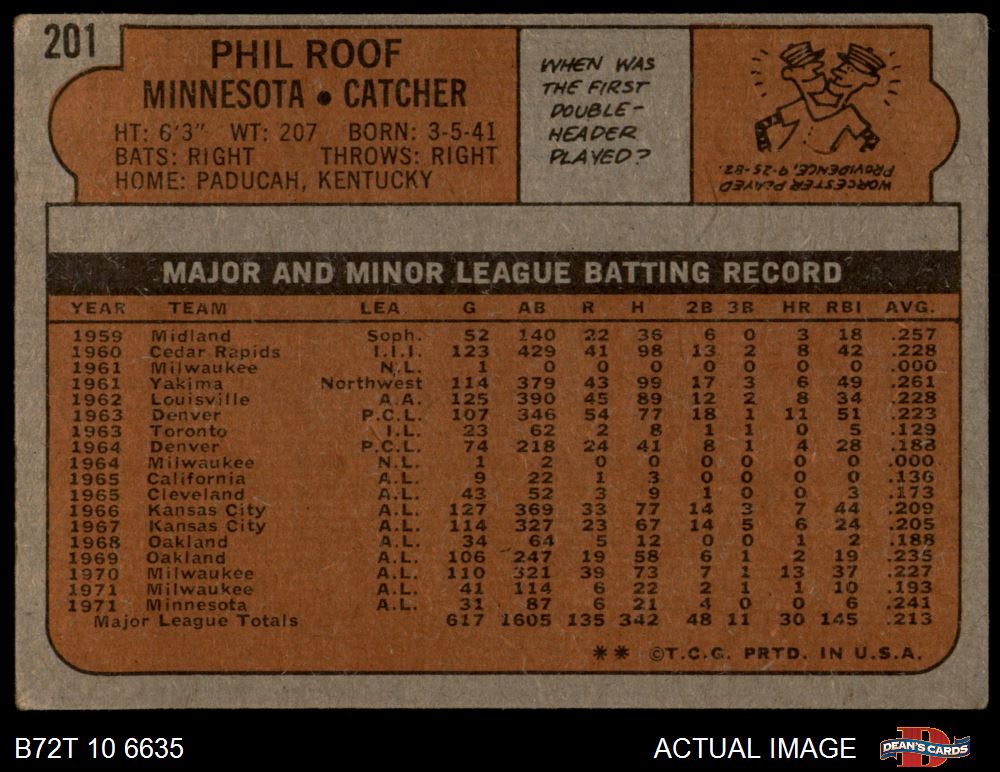 201
PHIL ROOF
MINNESOTA • CATCHER
HT: 6'3" WT: 207 BORN: 3-5-41
BATS: RIGHT THROWS: RIGHT
HOME: PADUCAH, KENTUCKY
WHEN WAS
THE FIRST
DOUBLE-
HEADER
PLAYED?
WORCESTER PLAYED
PROVIDENCE, 9-25-82.
MAJOR AND MINOR LEAGUE BATTING RECORD
YEAR TEAM LEA G AB R H 2B 3B HR RBI AVG.
1959 Midland Soph. 52 140 22 36 6 0 3 18 .257
1960 Cedar Rapids I.I.I. 123 429 41 98 13 2 8 42 .228
1961 Milwaukee N.L. 1 0 0 0 0 0 0 0 .000
1961 Yakima Northwest 114 379 43 99 17 3 6 49 .261
1962 Louisville A.A. 125 390 45 89 12 2 8 34 .228
1963 Denver P.C.L. 107 346 54 77 18 1 11 51 .223
1963 Toronto I.L. 23 62 2 8 1 1 0 5 .129
1964 Denver P.C.L. 74 218 24 41 8 1 4 28 .188
1964 Milwaukee N.L. 1 2 0 0 0 0 0 0 .000
1965 California A.L. 9 22 1 3 0 0 0 0 .136
1965 Cleveland A.L. 43 52 3 9 1 0 0 3 .173
1966 Kansas City A.L. 127 369 33 77 14 3 7 44 .209
1967 Kansas City A.L. 114 327 23 67 14 5 6 24 .205
1968 Oakland A.L. 34 64 5 12 0 0 1 2 .188
1969 Oakland A.L. 106 247 19 58 6 1 2 19 .235
1970 Milwaukee A.L. 110 321 39 73 7 1 13 37 .227
1971 Milwaukee A.L. 41 114 6 22 2 1 1 10 .193
1971 Minnesota A.L. 31 87 6 21 4 0 0 6 .241
Major League Totals 617 1605 135 342 48 11 30 145 .213
** ©T.C.G. PRTD. IN U.S.A.
B72T 10 6635
ACTUAL IMAGE
DEAN'S CARDS